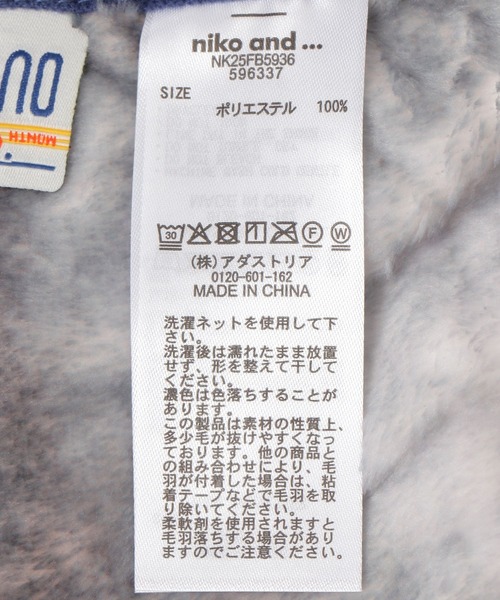 niko and ...
NK25FB5936
596337
SIZE
ポリエステル 100%
30
F
W
(株)アダストリア
0120-601-162
MADE IN CHINA
洗濯ネットを使用して下
さい。
洗濯後は濡れたまま放置
せず、形を整えて干して
ください。
濃色は色落ちすることが
あります。
この製品は素材の性質上、
多少毛が抜けやすくなっ
ております。他の商品と
の組み合わせにより、毛
羽が付着した場合は、粘
着テープなどで毛羽を取
り除いてください。
柔軟剤を使用されますと
毛羽落ちする場合があり
ますのでご注意ください。
MONTH